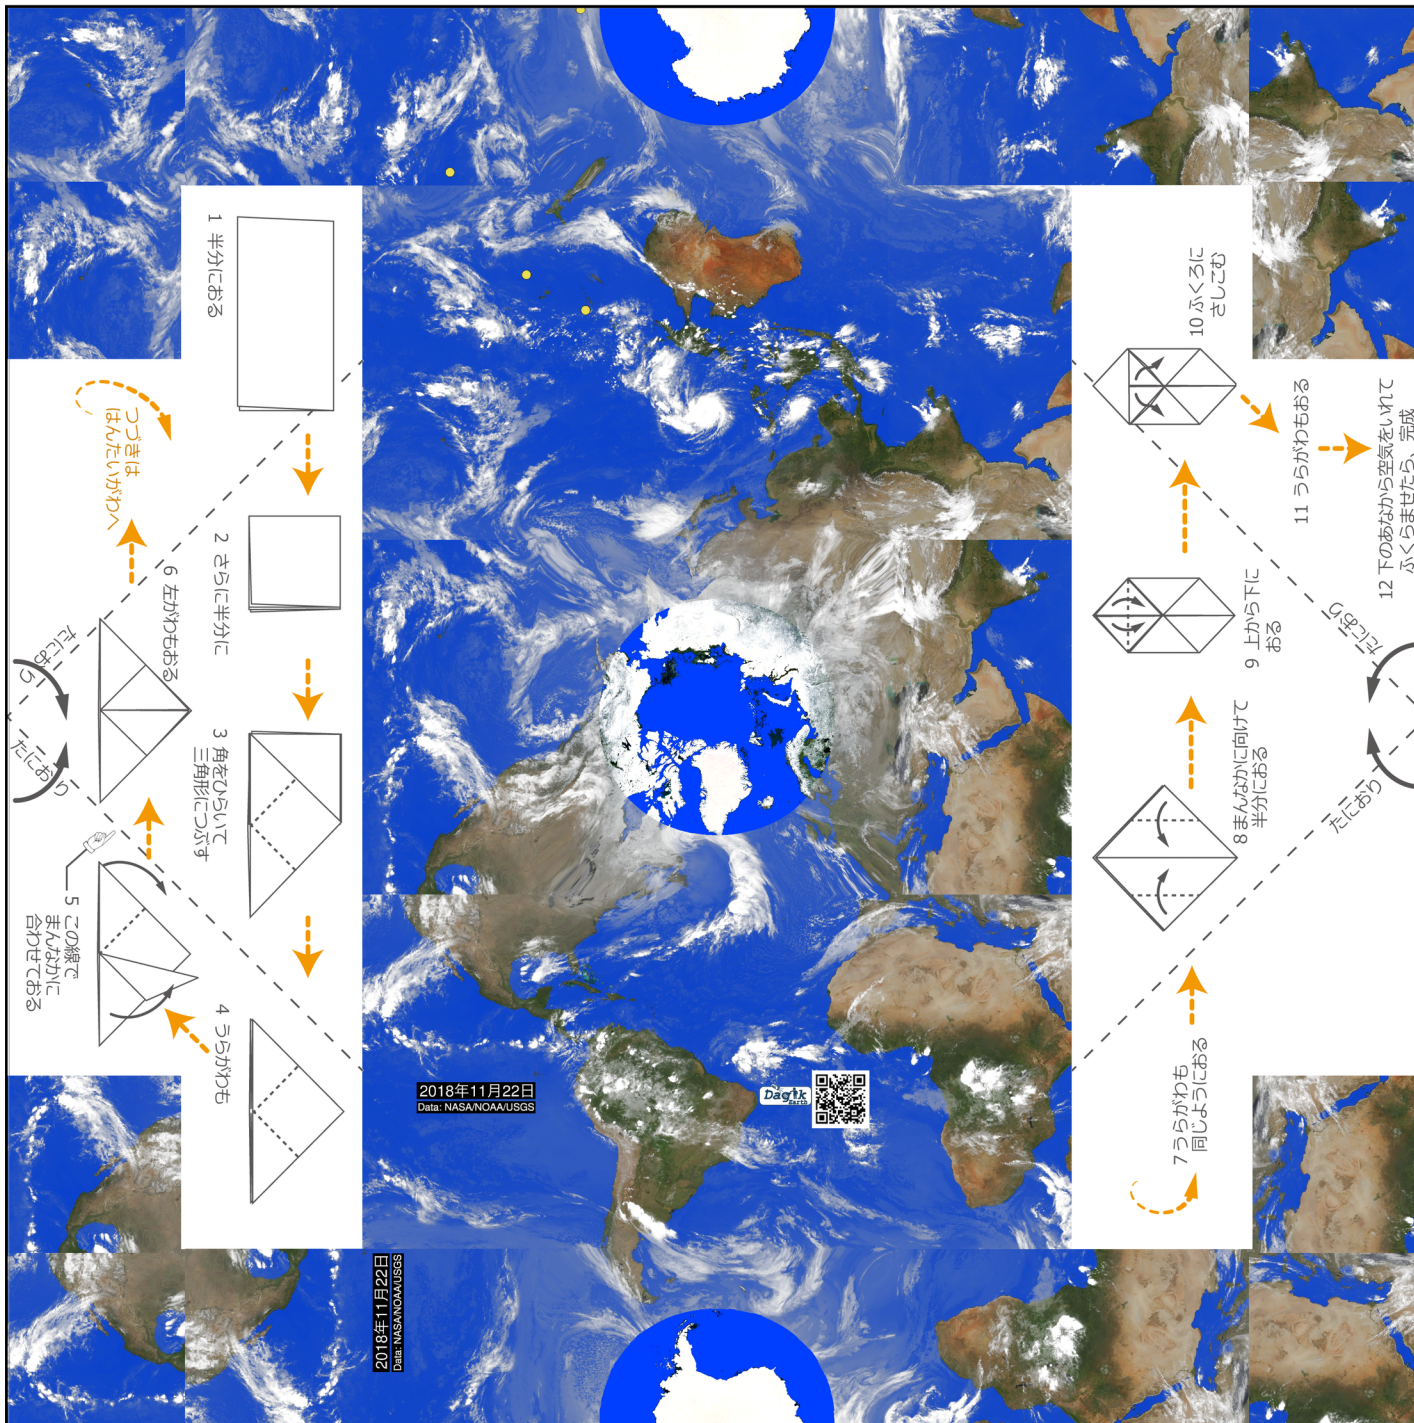 1 半分におる
2 さらに半分に
3 角をひらいて
三角形につぶす
4 うらがわも
5 この線で
まんなかに
合わせておる
6 左がわもおる
つづきは
はんたいがわへ
たにおり
たにおり
7 うらがわも
同じようにおる
8 まんなかに向けて
半分におる
9 上から下に
おる
10 ふくろに
さしこむ
11 うらがわもおる
12 下のあなから空気をいれて
ふくらませたら、完成
たにおり
たにおり
2018年11月22日
Data: NASA/NOAA/USGS
Dagik
Earth
2018年11月22日
Data: NASA/NOAA/USGS